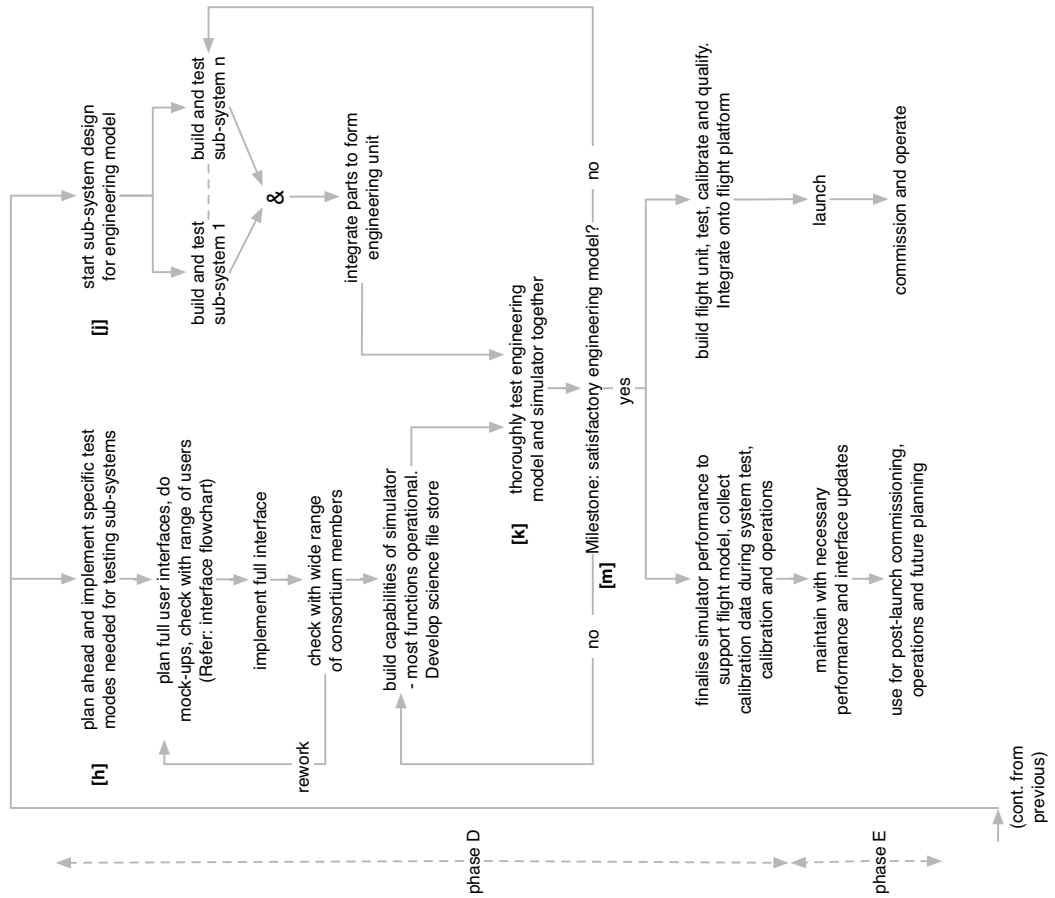 (cont. from
previous)
phase D
phase E
[h]
plan ahead and implement specific test
modes needed for testing sub-systems
plan full user interfaces, do
mock-ups, check with range of users
(Refer: interface flowchart)
implement full interface
check with wide range
of consortium members
rework
build capabilities of simulator
- most functions operational.
Develop science file store
[j]
start sub-system design
for engineering model
build and test
sub-system 1
build and test
sub-system n
&
integrate parts to form
engineering unit
[k]
thoroughly test engineering
model and simulator together
[m]
no
Milestone: satisfactory engineering model?
no
yes
finalise simulator performance to
support flight model, collect
calibration data during system test,
calibration and operations
maintain with necessary
performance and interface updates
use for post-launch commissioning,
operations and future planning
build flight unit, test, calibrate and qualify.
Integrate onto flight platform
launch
commission and operate